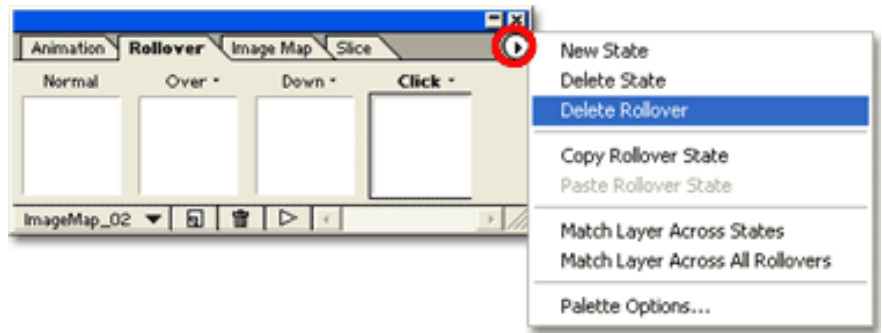 Animation Rollover Image Map Slice
Normal Over Down Click
ImageMap_02
New State
Delete State
Delete Rollover
Copy Rollover State
Paste Rollover State
Match Layer Across States
Match Layer Across All Rollovers
Palette Options...